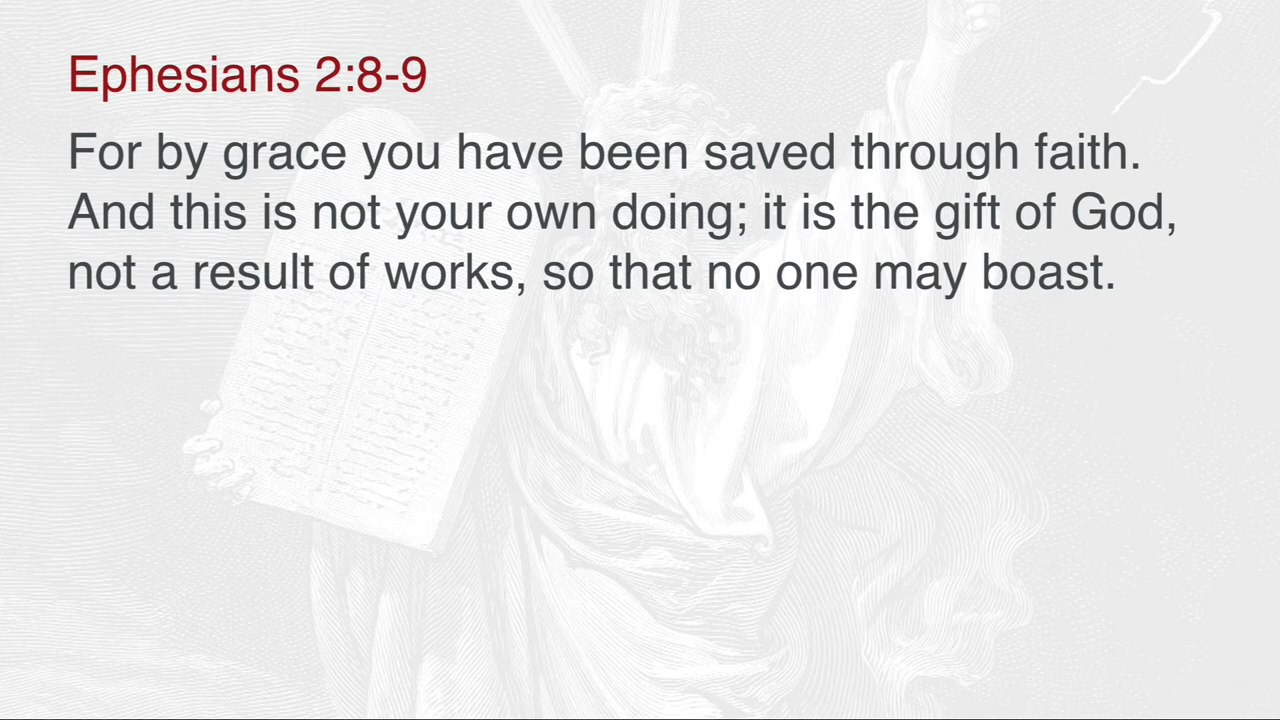 Ephesians 2:8-9
For by grace you have been saved through faith.
And this is not your own doing; it is the gift of God,
not a result of works, so that no one may boast.